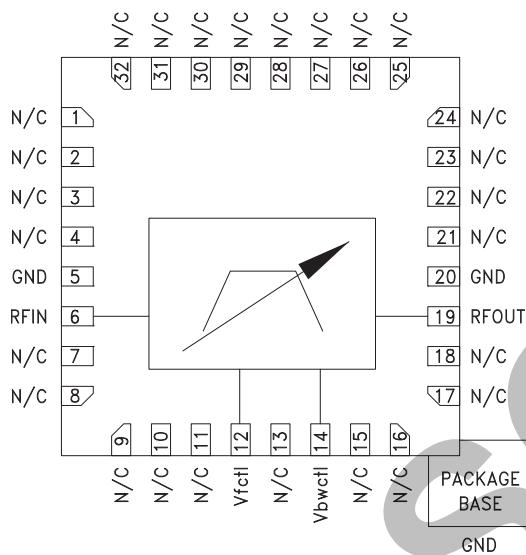 N/C N/C N/C N/C N/C N/C N/C N/C
32 31 30 29 28 27 26 25
N/C 1
N/C 2
N/C 3
N/C 4
GND 5
RFIN 6
N/C 7
N/C 8
24 N/C
23 N/C
22 N/C
21 N/C
20 GND
19 RFOUT
18 N/C
17 N/C
9 10 11 12 13 14 15 16
N/C N/C N/C Vfctl N/C Vbwctl N/C N/C
PACKAGE
BASE
GND